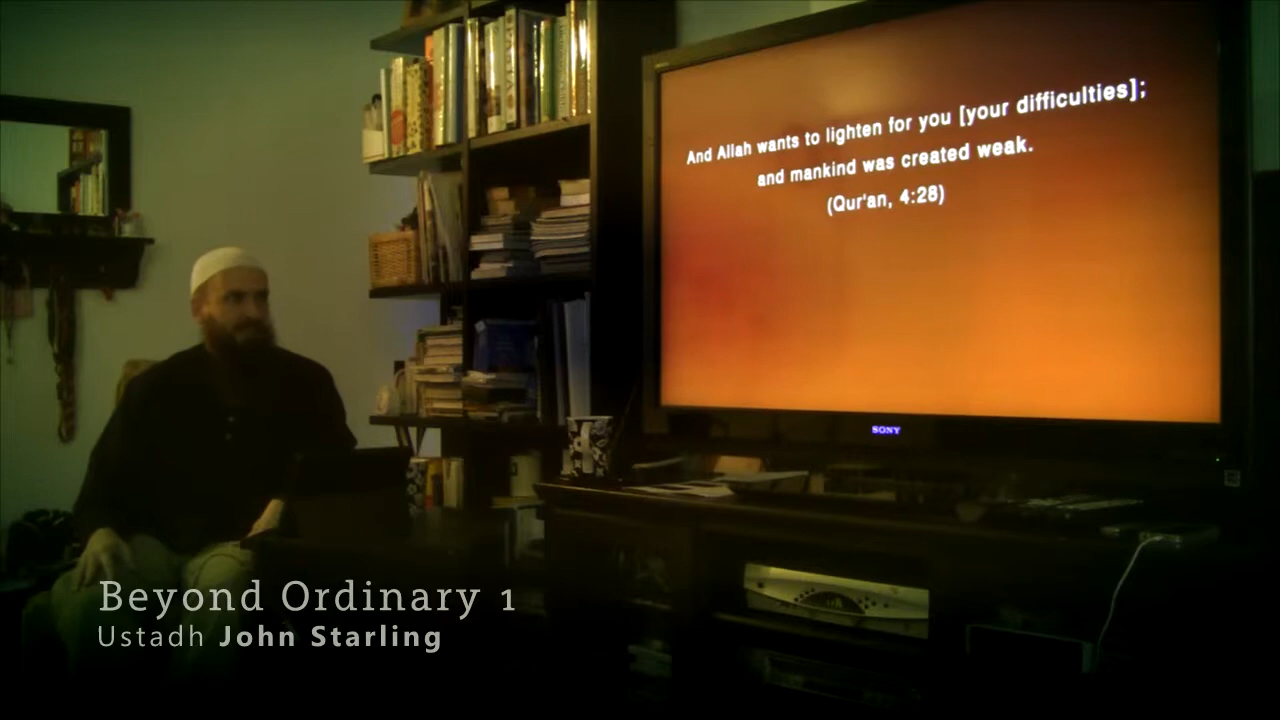 And Allah wants to lighten for you [your difficulties];
and mankind was created weak.
(Qur'an, 4:28)
SONY
Beyond Ordinary 1
Ustadh John Starling